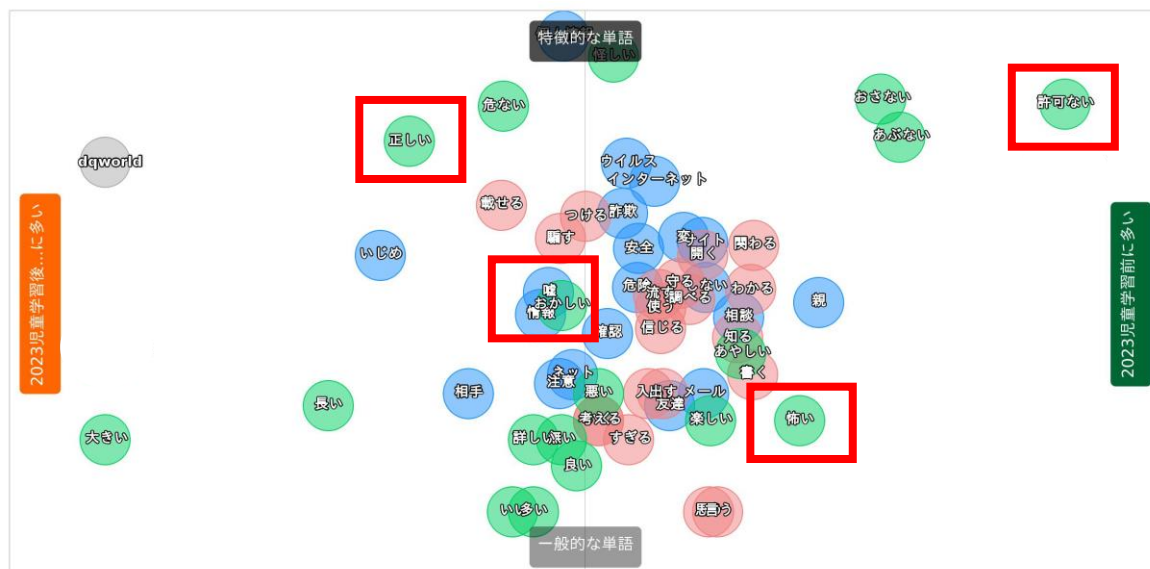 特徴的な単語
怪しい
危ない
おさない
許可ない
正しい
あぶない
dqworld
ウイルス
インターネット
載せる
つける
詐欺
騙す
安全
変
サイト
開く
関わる
いじめ
2023児童学習後...に多い
2023児童学習前に多い
嘘
おかしい
情報
危険
守る
流す
調べる
使う
わかる
親
確認
信じる
相談
知る
あやしい
ネット
注意
書く
相手
悪い
入
出す
メール
友達
長い
考える
楽しい
怖い
大きい
詳しい
すぎる
良い
いい
多い
言う
一般的な単語